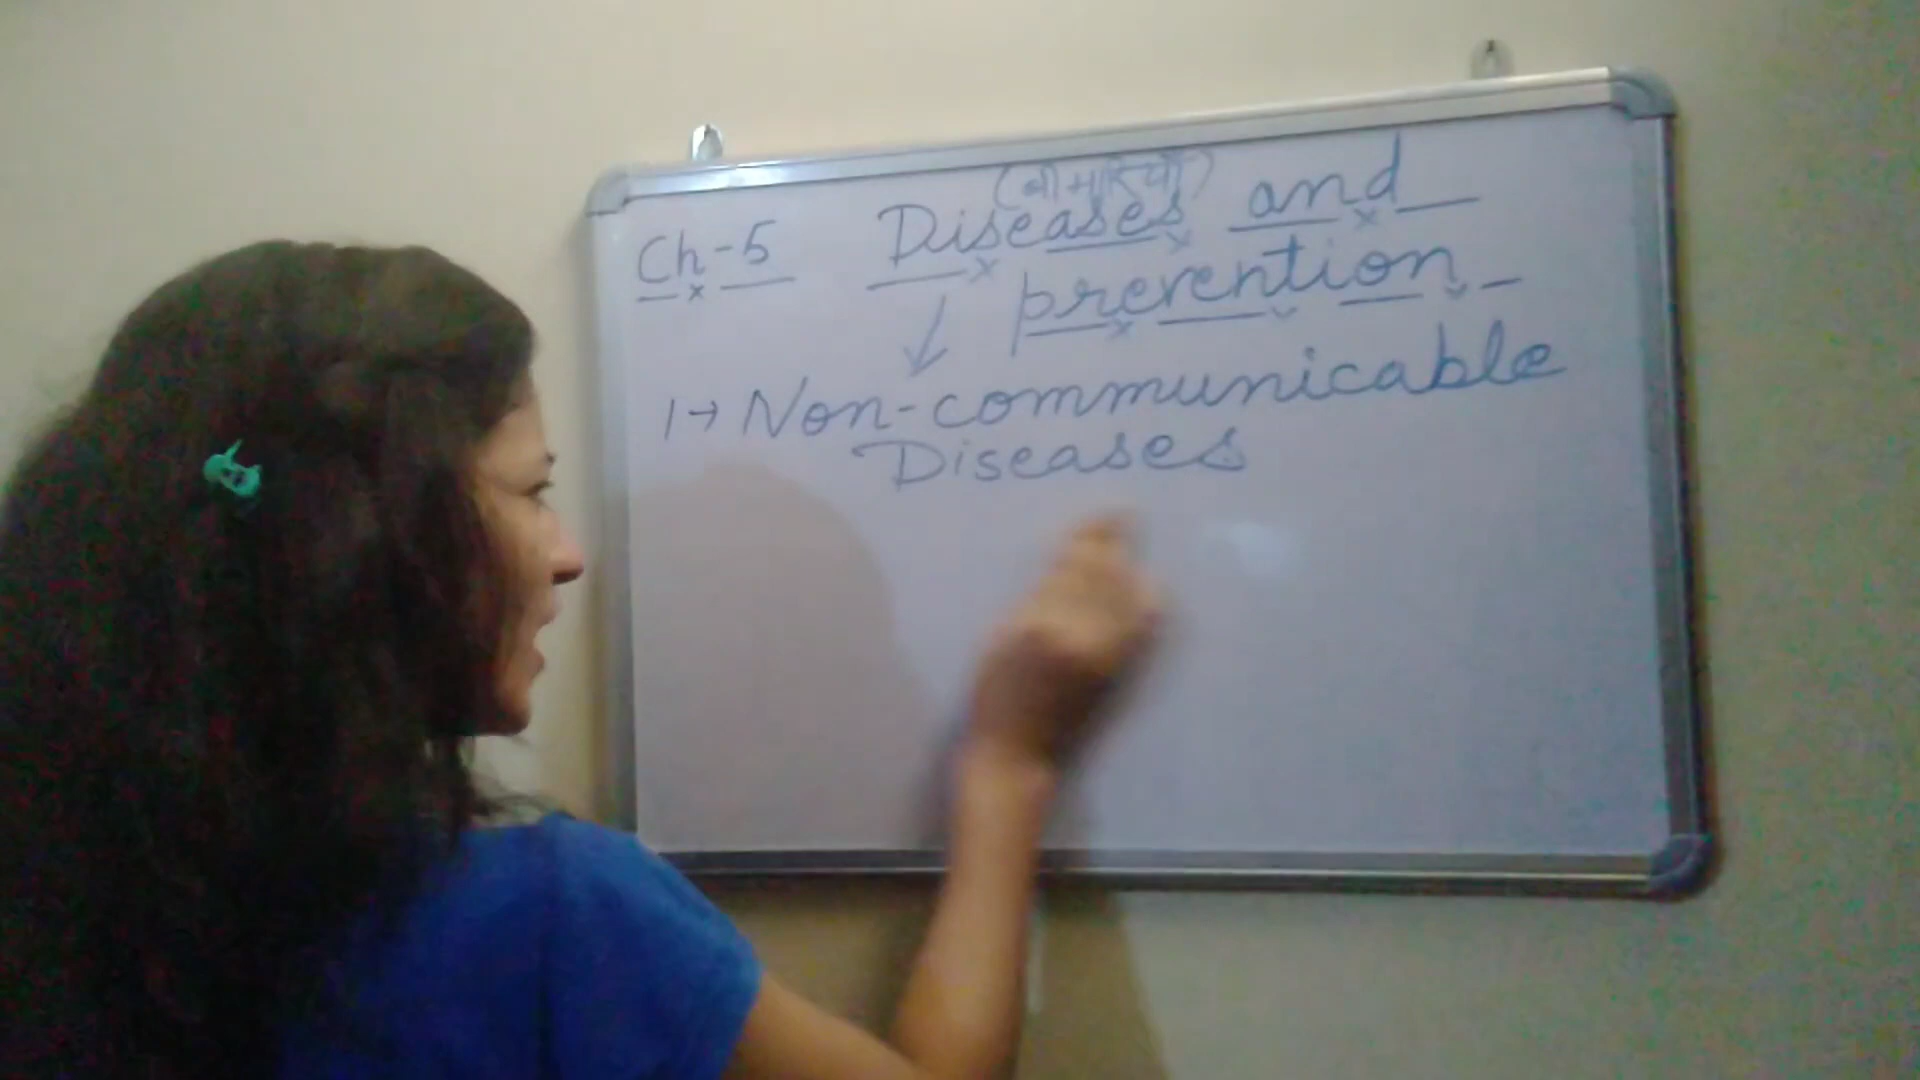 (बीमारियाँ)
Ch-5 Diseases and
prevention
1→ Non-communicable
Diseases